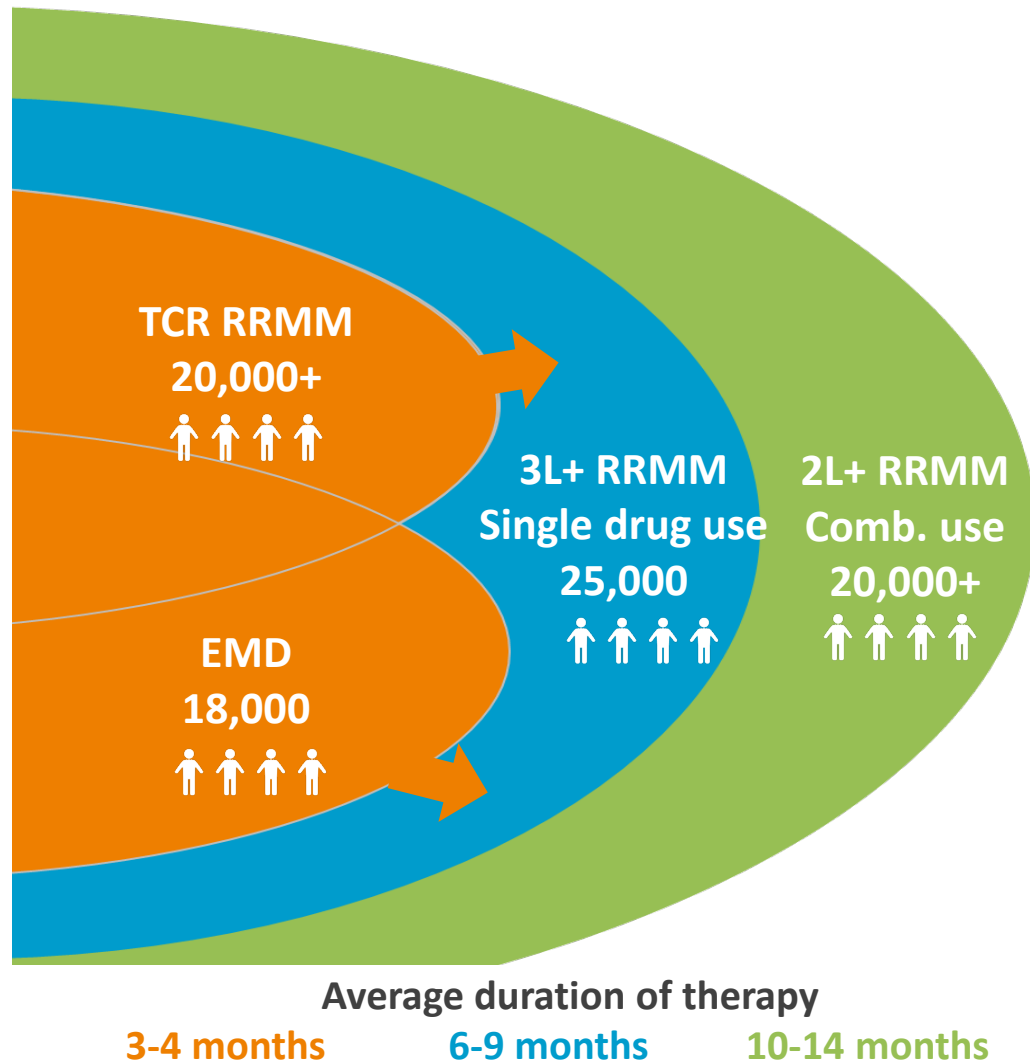 TCR RRMM
20,000+
EMD
18,000
3L+ RRMM
Single drug use
25,000
2L+ RRMM
Comb. use
20,000+
Average duration of therapy
3-4 months
6-9 months
10-14 months